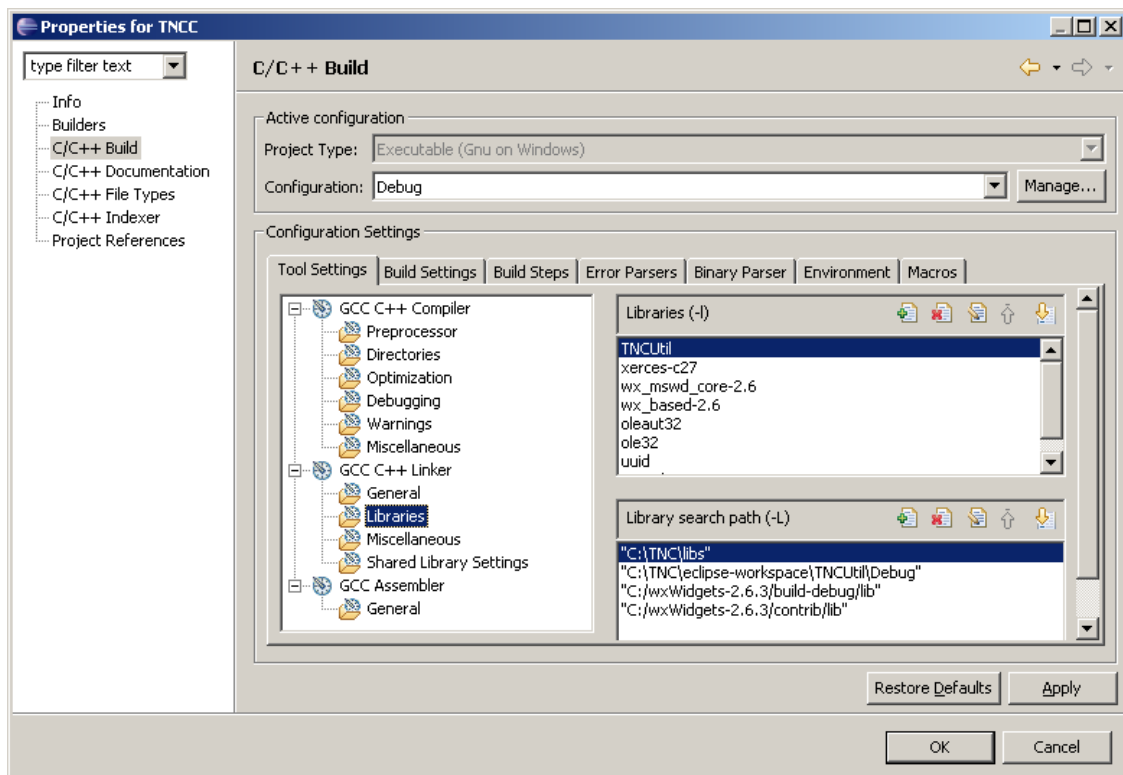 Properties for TNCC
type filter text
Info
Builders
C/C++ Build
C/C++ Documentation
C/C++ File Types
C/C++ Indexer
Project References
C/C++ Build
Active configuration
Project Type: Executable (Gnu on Windows)
Configuration: Debug Manage...
Configuration Settings
Tool Settings Build Settings Build Steps Error Parsers Binary Parser Environment Macros
GCC C++ Compiler
Preprocessor
Directories
Optimization
Debugging
Warnings
Miscellaneous
GCC C++ Linker
General
Libraries
Miscellaneous
Shared Library Settings
GCC Assembler
General
Libraries (-l)
TNCUtil
xerces-c27
wx_mswd_core-2.6
wx_based-2.6
oleaut32
ole32
uuid
Library search path (-L)
"C:\TNC\libs"
"C:\TNC\eclipse-workspace\TNCUtil\Debug"
"C:/wxWidgets-2.6.3/build-debug/lib"
"C:/wxWidgets-2.6.3/contrib/lib"
Restore Defaults Apply
OK Cancel